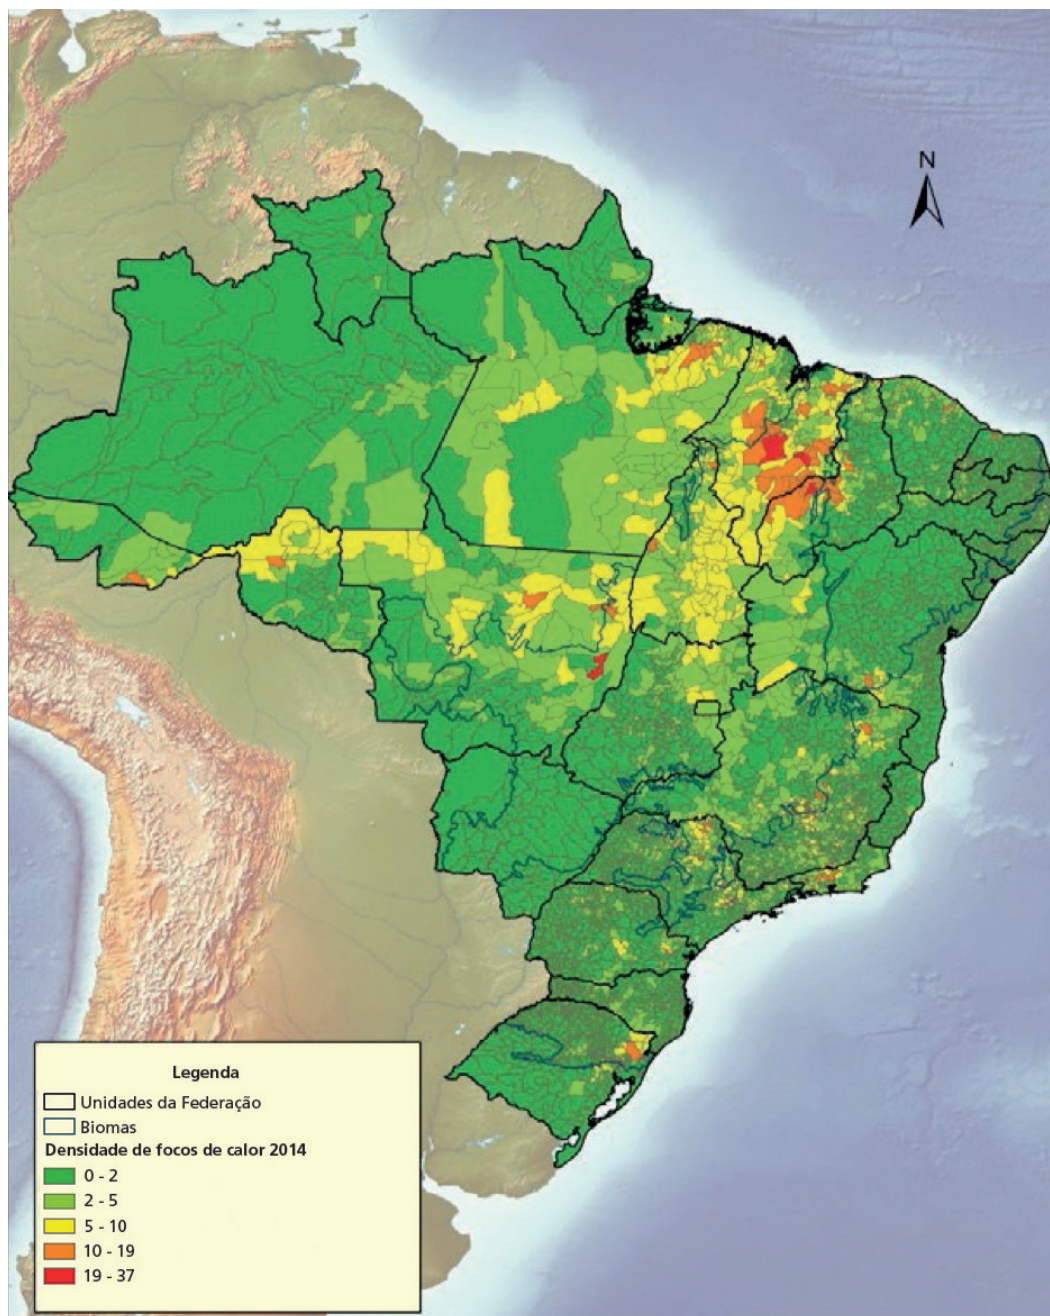 N
Legenda
Unidades da Federação
Biomas
Densidade de focos de calor 2014
0 - 2
2 - 5
5 - 10
10 - 19
19 - 37